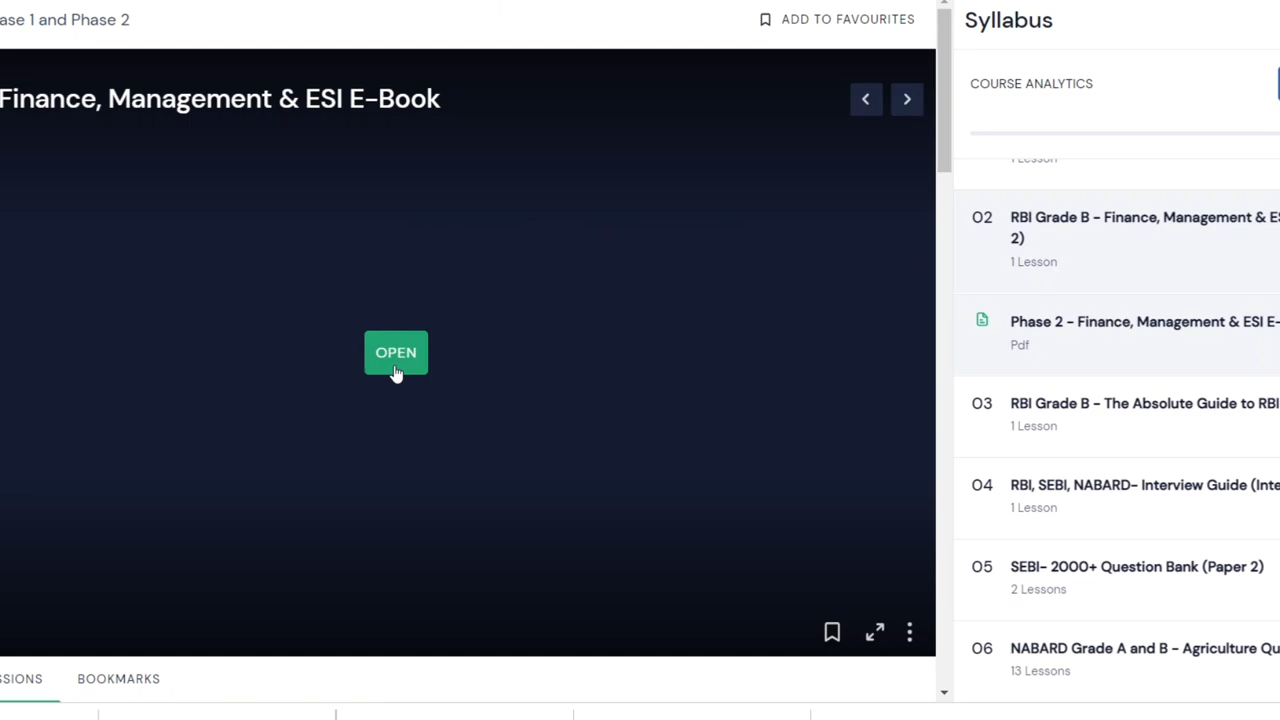 ase 1 and Phase 2
ADD TO FAVOURITES
Finance, Management & ESI E-Book
OPEN
SSIONS
BOOKMARKS
Syllabus
COURSE ANALYTICS
1 Lesson
02 RBI Grade B - Finance, Management & ES
2)
1 Lesson
Phase 2 - Finance, Management & ESI E-
Pdf
03 RBI Grade B - The Absolute Guide to RBI
1 Lesson
04 RBI, SEBI, NABARD- Interview Guide (Inte
1 Lesson
05 SEBI- 2000+ Question Bank (Paper 2)
2 Lessons
06 NABARD Grade A and B - Agriculture Qu
13 Lessons